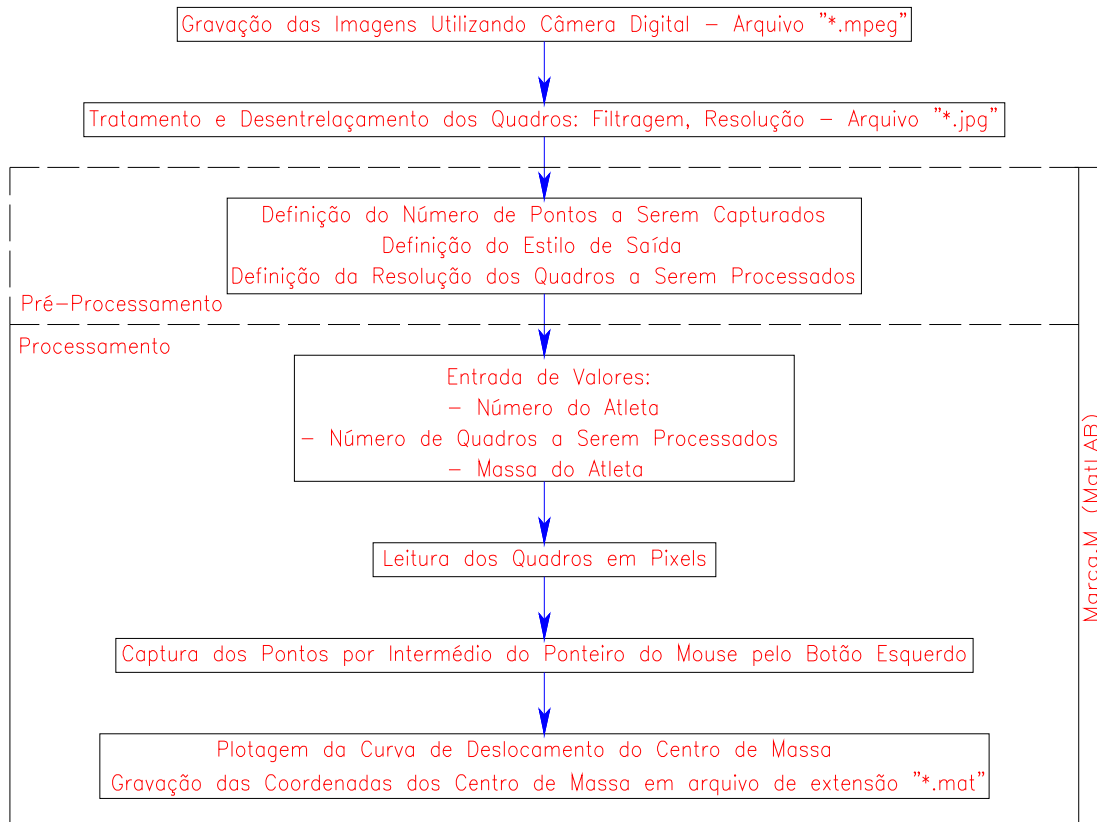 Gravação das Imagens Utilizando Câmera Digital – Arquivo "*.mpeg"
Tratamento e Desentrelaçamento dos Quadros: Filtragem, Resolução – Arquivo "*.jpg"
Definição do Número de Pontos a Serem Capturados
Definição do Estilo de Saída
Definição da Resolução dos Quadros a Serem Processados
Pré-Processamento
Processamento
Entrada de Valores:
– Número do Atleta
– Número de Quadros a Serem Processados
– Massa do Atleta
Leitura dos Quadros em Pixels
Captura dos Pontos por Intermédio do Ponteiro do Mouse pelo Botão Esquerdo
Plotagem da Curva de Deslocamento do Centro de Massa
Gravação das Coordenadas dos Centro de Massa em arquivo de extensão "*.mat"
Marca.M (MatLAB)